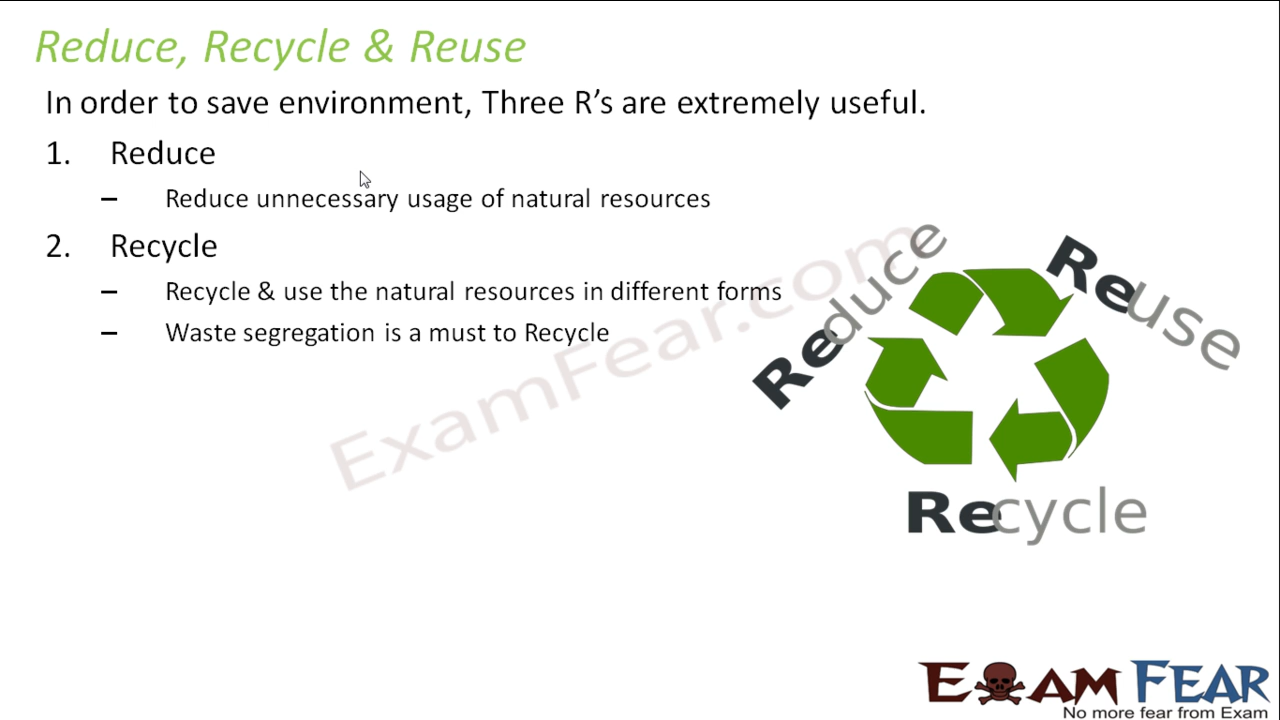 Reduce, Recycle & Reuse
In order to save environment, Three R's are extremely useful.
1. Reduce
– Reduce unnecessary usage of natural resources
2. Recycle
– Recycle & use the natural resources in different forms
– Waste segregation is a must to Recycle
Reduce
Reuse
Recycle
ExamFear.com
EXAM FEAR
No more fear from Exam